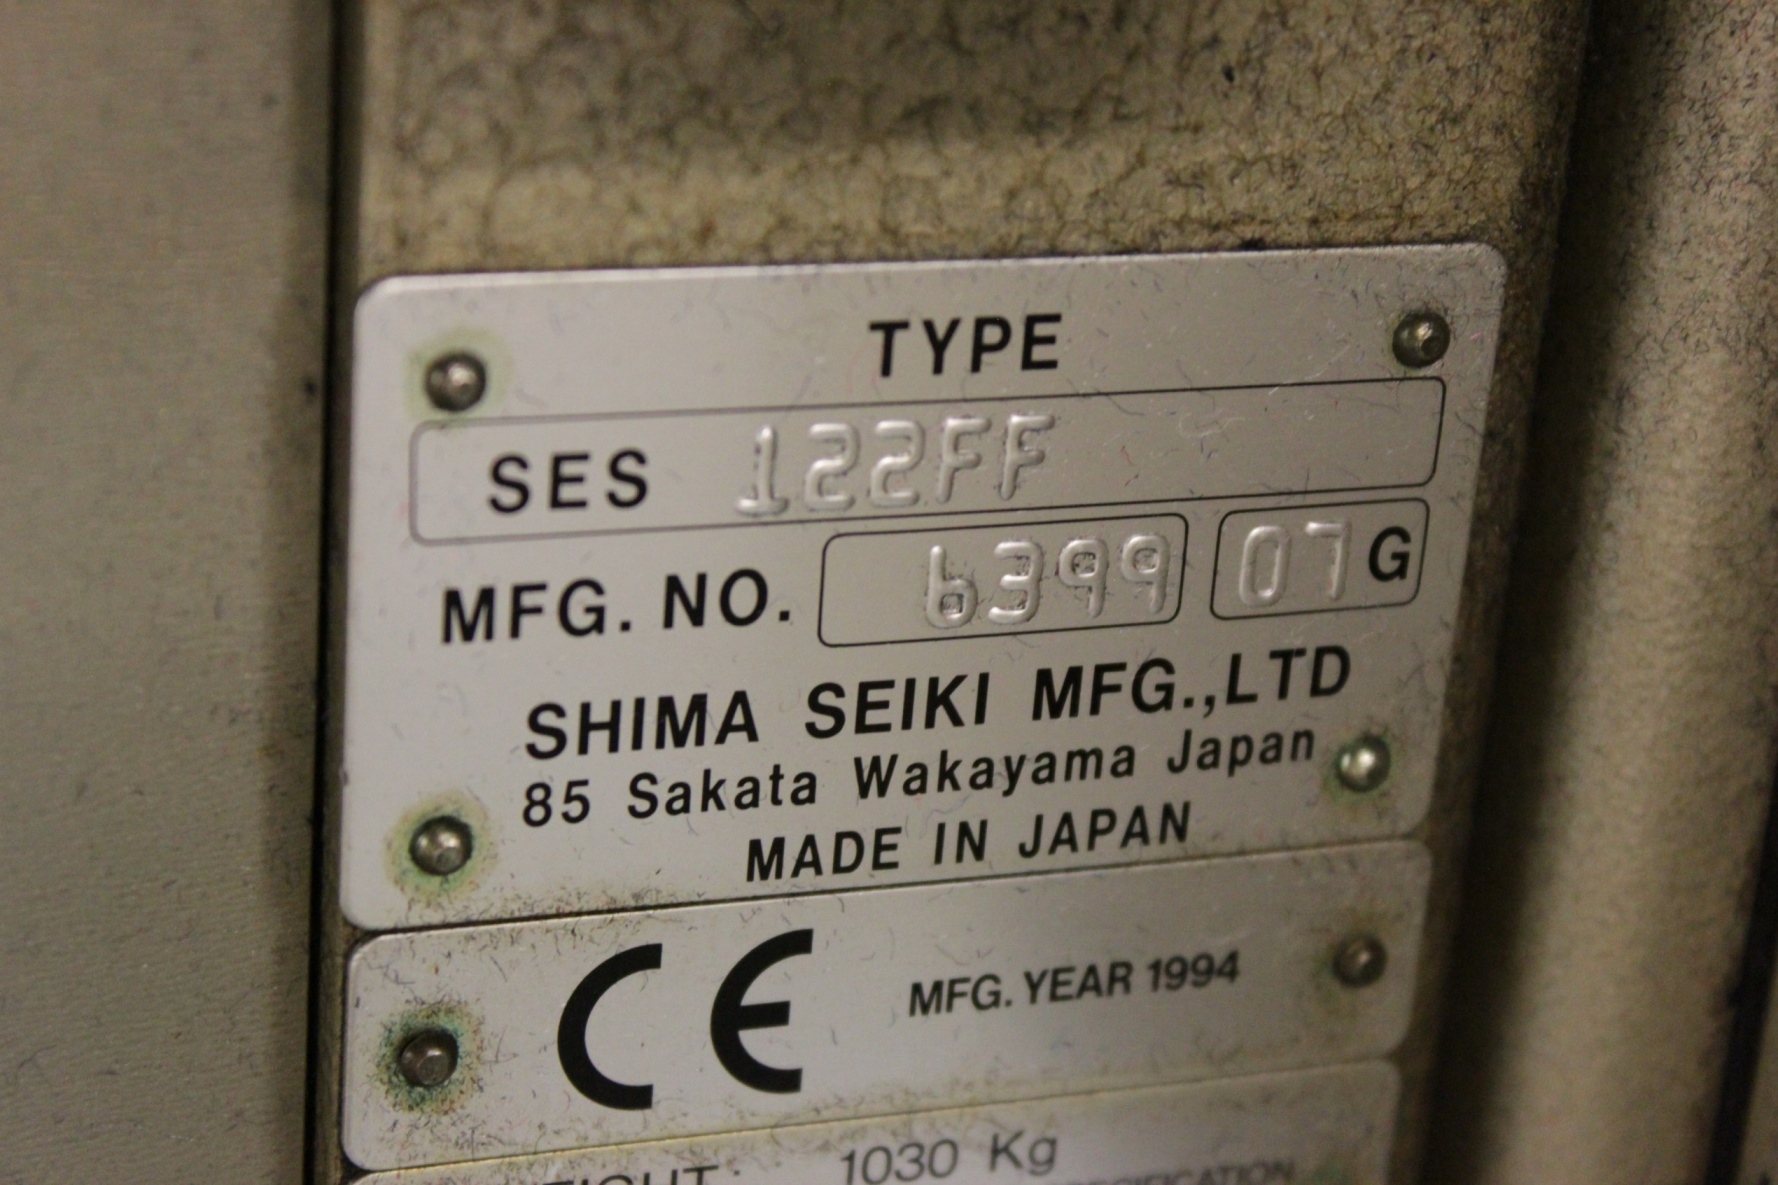 TYPE
SES 122FF
MFG. NO. 6399 07 G
SHIMA SEIKI MFG.,LTD
85 Sakata Wakayama Japan
MADE IN JAPAN
CE MFG. YEAR 1994
1030 Kg